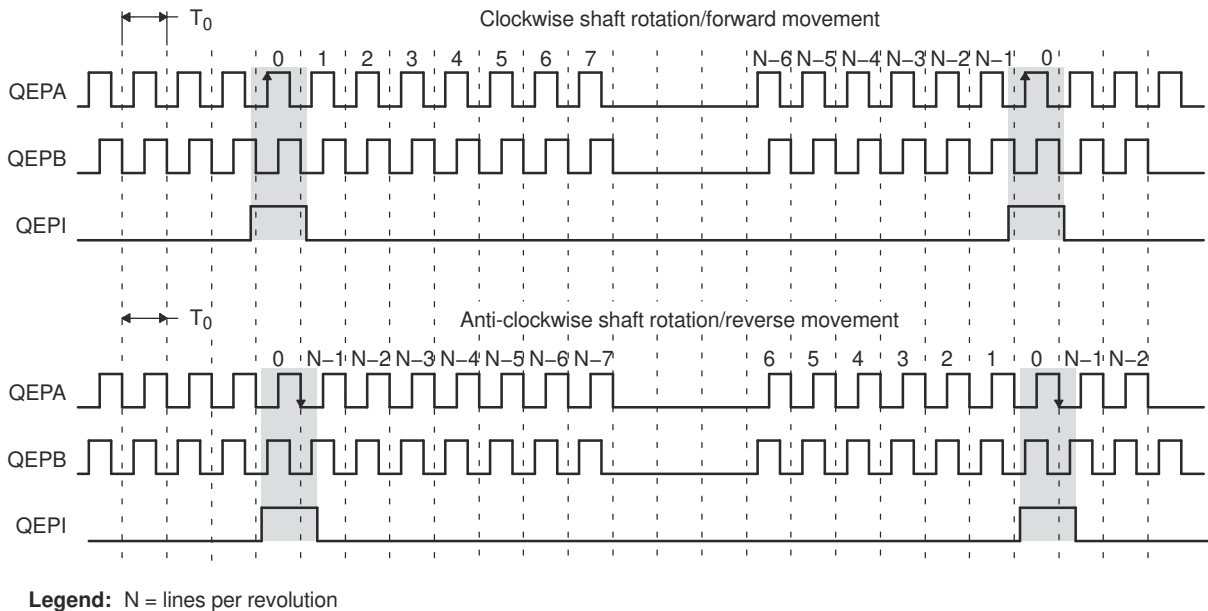 T0 Clockwise shaft rotation/forward movement
0 1 2 3 4 5 6 7 N–6 N–5 N–4 N–3 N–2 N–1 0
QEPA
QEPB
QEPI
T0 Anti-clockwise shaft rotation/reverse movement
0 N–1 N–2 N–3 N–4 N–5 N–6 N–7 6 5 4 3 2 1 0 N–1 N–2
QEPA
QEPB
QEPI
Legend: N = lines per revolution